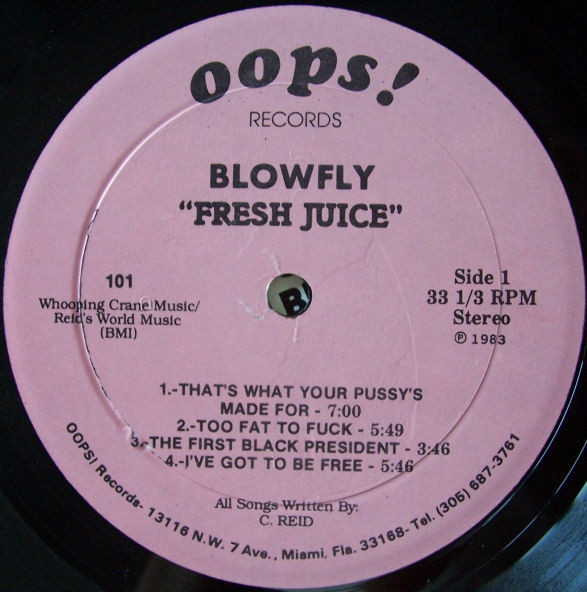 oops!
RECORDS
BLOWFLY
"FRESH JUICE"
101
Whooping Crane Music/
Reid's World Music
(BMI)
Side 1
33 1/3 RPM
Stereo
℗ 1983
B
1.-THAT'S WHAT YOUR PUSSY'S
MADE FOR - 7:00
2.-TOO FAT TO FUCK - 5:49
3.-THE FIRST BLACK PRESIDENT - 3:46
4.-I'VE GOT TO BE FREE - 5:46
All Songs Written By:
C. REID
OOPS! Records- 13116 N.W. 7 Ave., Miami, Fla. 33168- Tel. (305) 687-3761